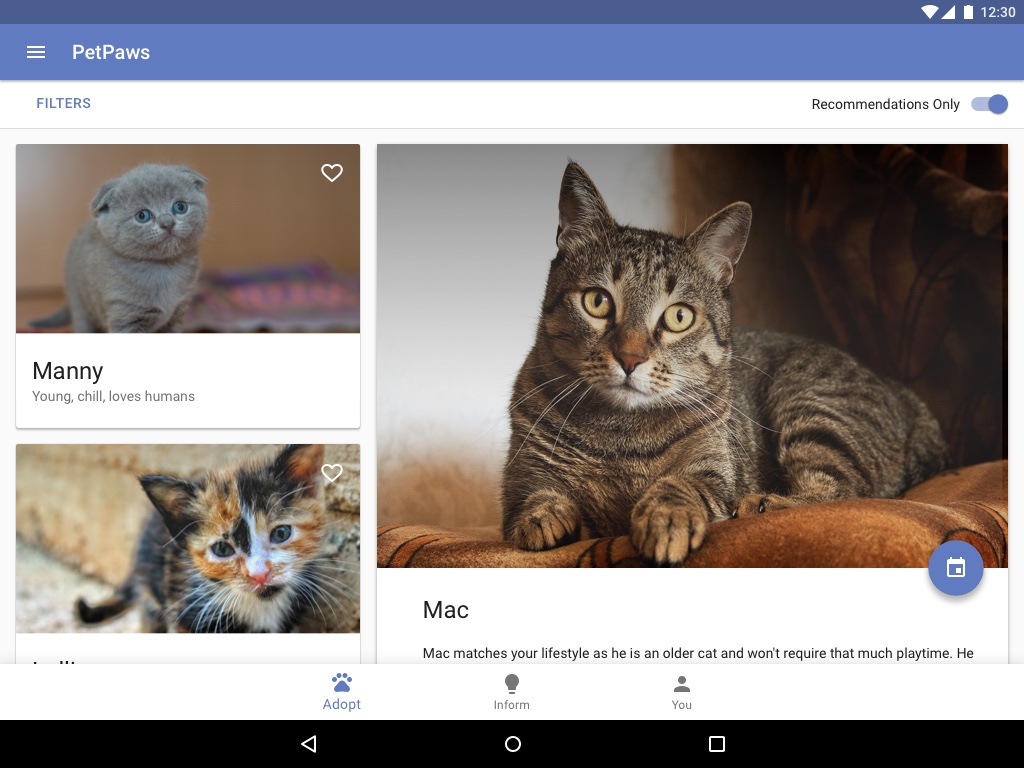 12:30
PetPaws
FILTERS
Recommendations Only
Manny
Young, chill, loves humans
Mac
Mac matches your lifestyle as he is an older cat and won't require that much playtime. He
Adopt
Inform
You